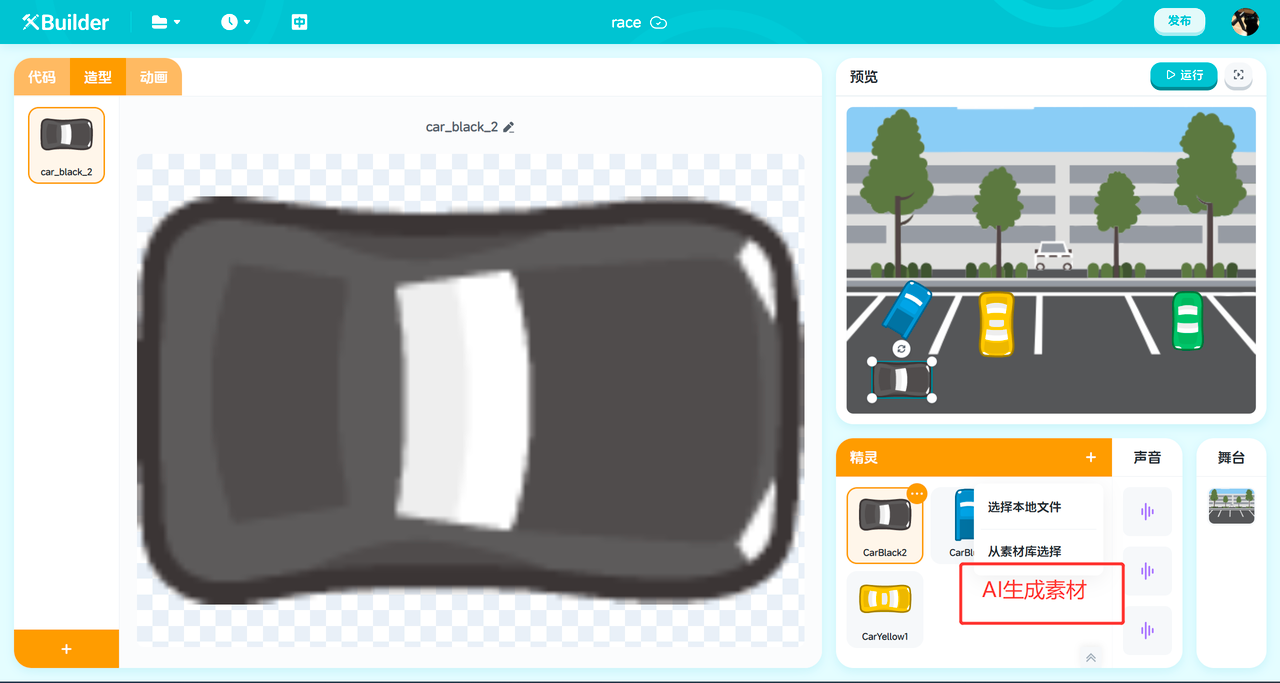 XBuilder
race
发布
代码
造型
动画
car_black_2
car_black_2
预览
运行
精灵
声音
舞台
选择本地文件
CarBlack2
CarBl
从素材库选择
AI生成素材
CarYellow1